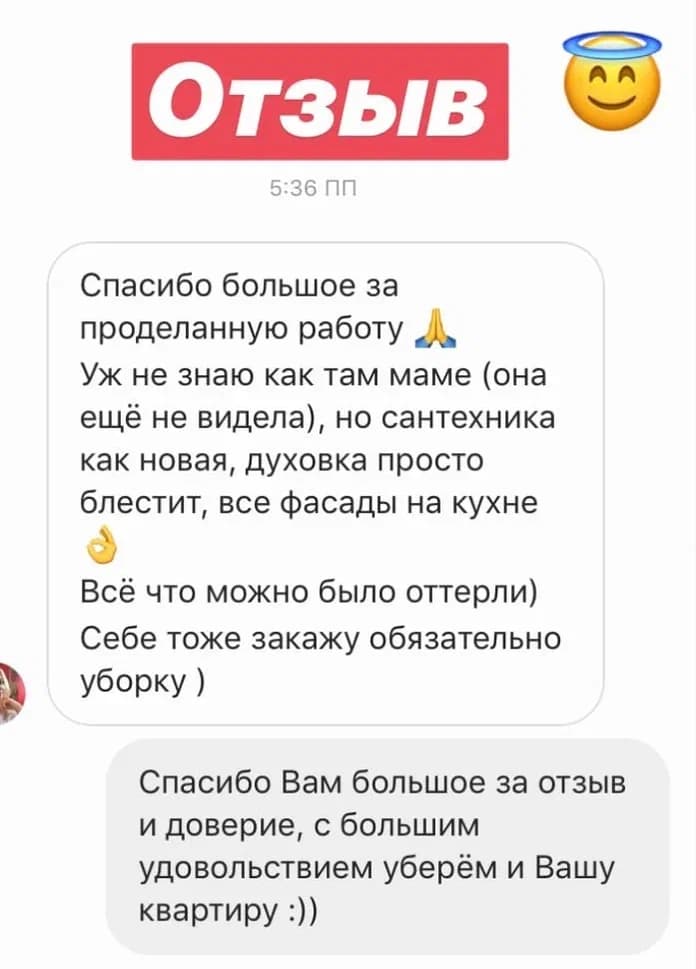 Отзыв
5:36 ПП
Спасибо большое за
проделанную работу 🙏
Уж не знаю как там маме (она
ещё не видела), но сантехника
как новая, духовка просто
блестит, все фасады на кухне
👌
Всё что можно было оттерли)
Себе тоже закажу обязательно
уборку )
Спасибо Вам большое за отзыв
и доверие, с большим
удовольствием уберём и Вашу
квартиру :))